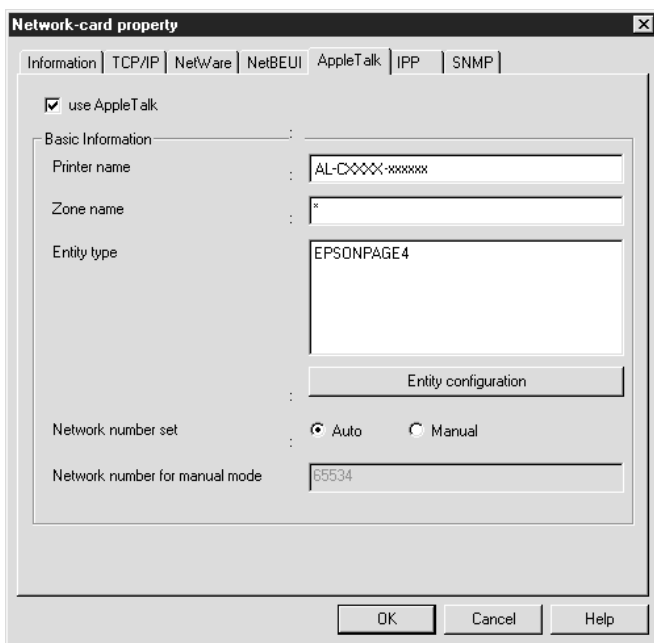 Network-card property
Information TCP/IP NetWare NetBEUI AppleTalk IPP SNMP
use AppleTalk
Basic Information :
Printer name : AL-CXXXX-xxxxxx
Zone name : *
Entity type EPSONPAGE4
: Entity configuration
Network number set : Auto Manual
Network number for manual mode 65534
OK Cancel Help